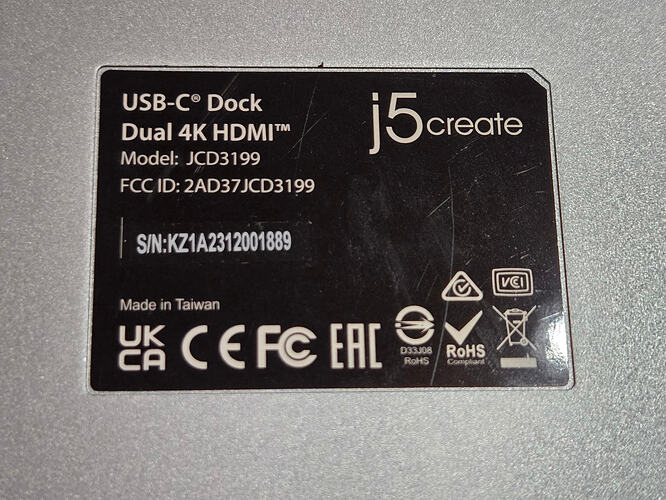 USB-C® Dock
Dual 4K HDMI™
j5create
Model: JCD3199
FCC ID: 2AD37JCD3199
S/N:KZ1A2312001889
Made in Taiwan
VCI
UK
CA CE FC EAC
D33J08
RoHS
RoHS
Compliant